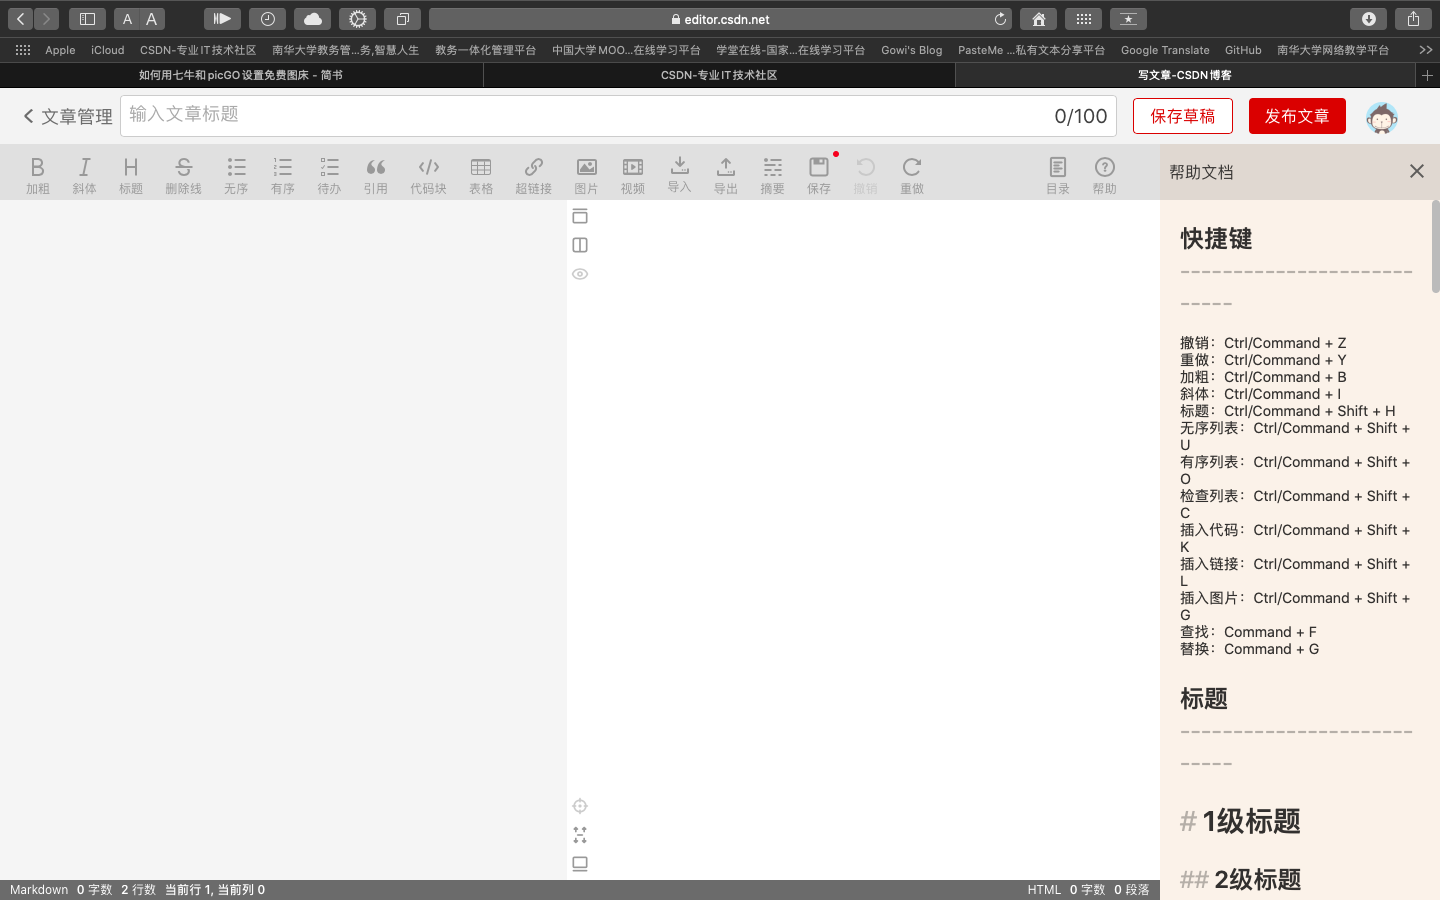 A A
editor.csdn.net
Apple iCloud CSDN-专业IT技术社区 南华大学教务管...务,智慧人生 教务一体化管理平台 中国大学MOO...在线学习平台 学堂在线-国家...在线学习平台 Gowi's Blog PasteMe ...私有文本分享平台 Google Translate GitHub 南华大学网络教学平台 >>
如何用七牛和picGO设置免费图床 - 简书 CSDN-专业IT技术社区 写文章-CSDN博客
文章管理 输入文章标题 0/100 保存草稿 发布文章
加粗 斜体 标题 删除线 无序 有序 待办 引用 代码块 表格 超链接 图片 视频 导入 导出 摘要 保存 撤销 重做 目录 帮助
帮助文档
快捷键
----------------------
-----
撤销：Ctrl/Command + Z
重做：Ctrl/Command + Y
加粗：Ctrl/Command + B
斜体：Ctrl/Command + I
标题：Ctrl/Command + Shift + H
无序列表：Ctrl/Command + Shift +
U
有序列表：Ctrl/Command + Shift +
O
检查列表：Ctrl/Command + Shift +
C
插入代码：Ctrl/Command + Shift +
K
插入链接：Ctrl/Command + Shift +
L
插入图片：Ctrl/Command + Shift +
G
查找：Command + F
替换：Command + G
标题
----------------------
-----
# 1级标题
## 2级标题
Markdown 0 字数 2 行数 当前行 1, 当前列 0 HTML 0 字数 0 段落